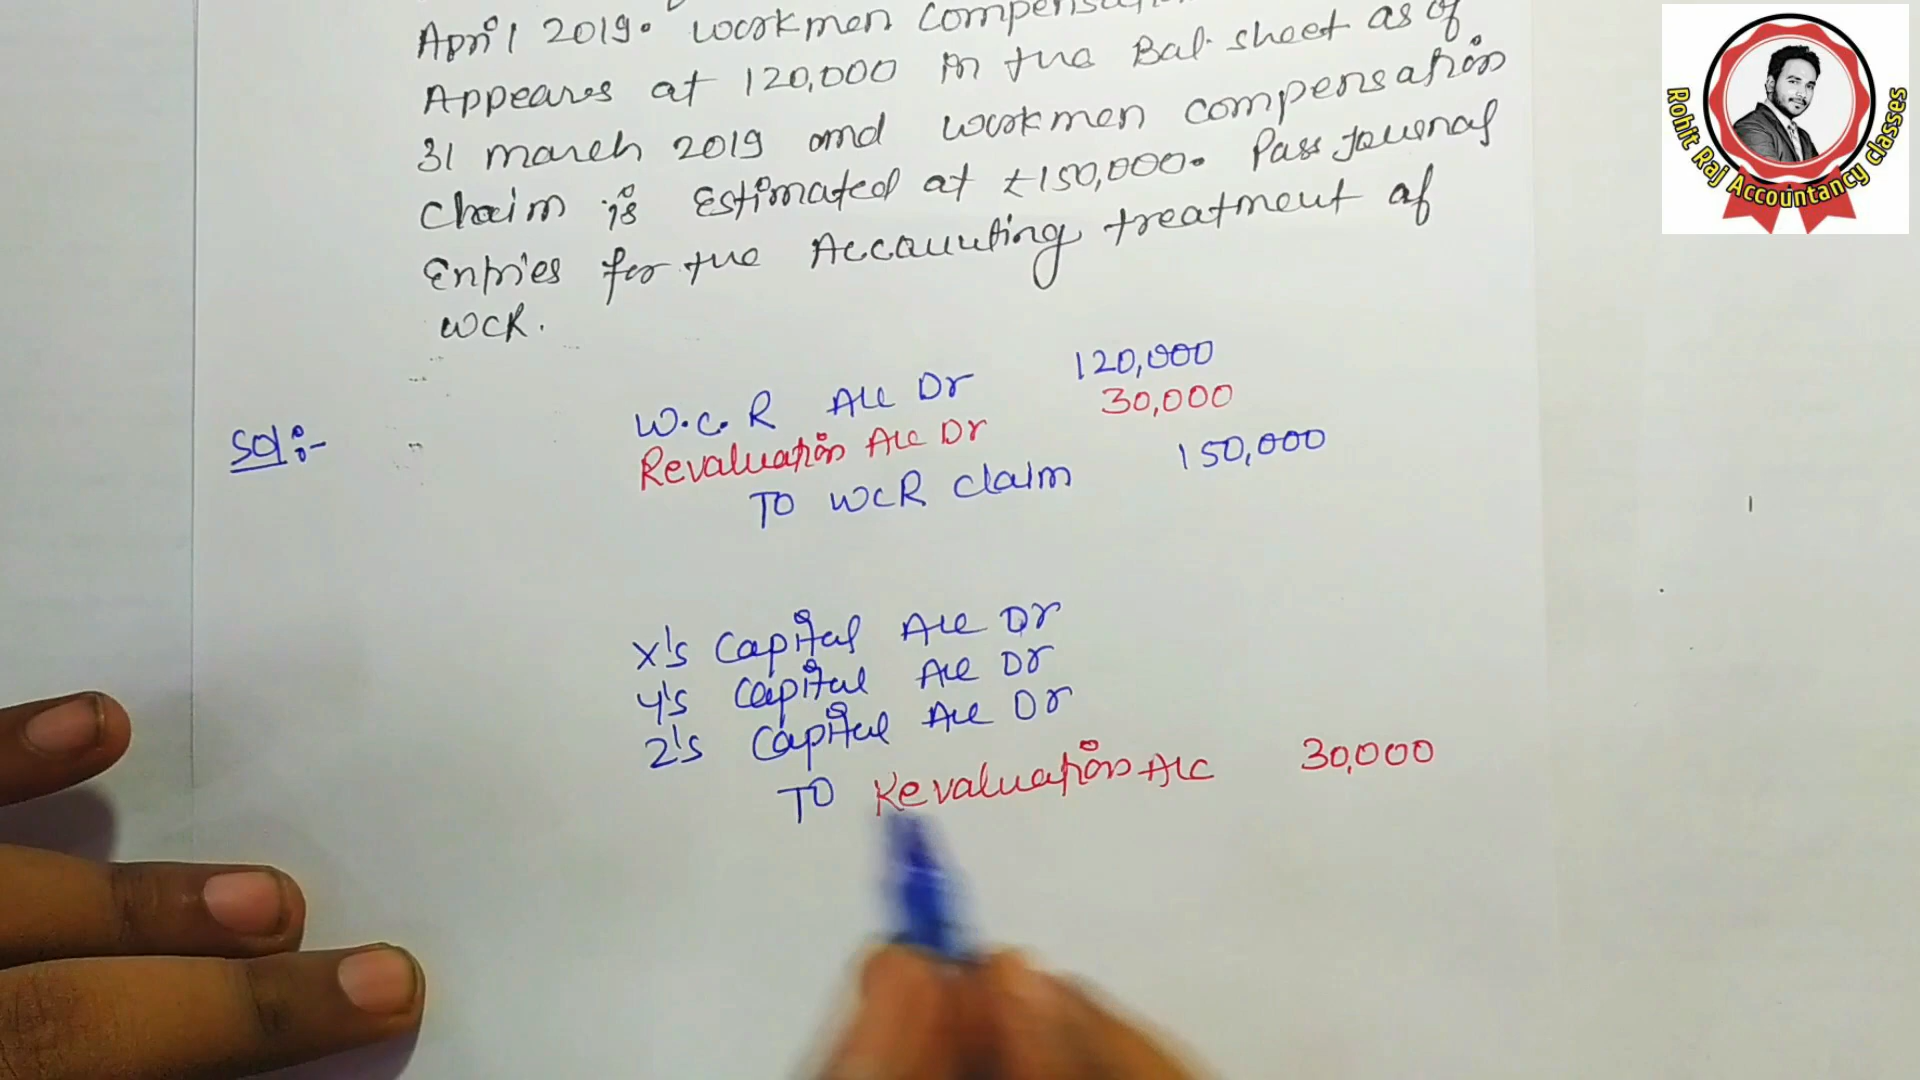 April 2019. Workmen compensation
Appears at 120,000 in the Bal. sheet as of
31 march 2019 and workmen compensation
claim is Estimated at ₹150,000. Pass Journal
Entries for the Accounting treatment of
WCR.
Sol:-
W.C.R A/c Dr 120,000
Revaluation A/c Dr 30,000
To WCR claim 150,000
X's Capital A/c Dr
Y's Capital A/c Dr
Z's Capital A/c Dr
To Revaluation A/c 30,000
Rohit Raj Accountancy classes